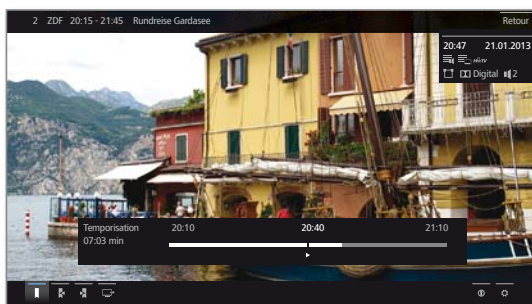 2 ZDF 20:15 - 21:45 Rundreise Gardasee Retour
20:47 21.01.2013
HbbTV
Digital 2
Temporisation 20:10 20:40 21:10
07:03 min